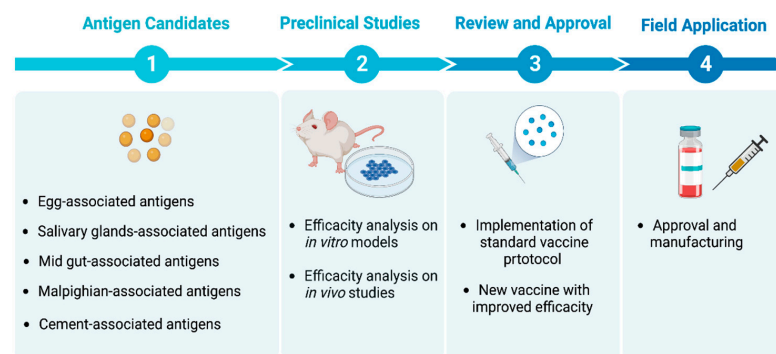 Antigen Candidates
Preclinical Studies
Review and Approval
Field Application
1
2
3
4
• Egg-associated antigens
• Salivary glands-associated antigens
• Mid gut-associated antigens
• Malpighian-associated antigens
• Cement-associated antigens
• Efficacity analysis on
in vitro models
• Efficacity analysis on
in vivo studies
• Implementation of
standard vaccine
prtotocol
• New vaccine with
improved efficacity
• Approval and
manufacturing